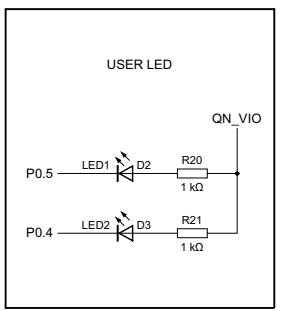 USER LED
QN_VIO
P0.5 LED1 D2 R20
1 kΩ
P0.4 LED2 D3 R21
1 kΩ